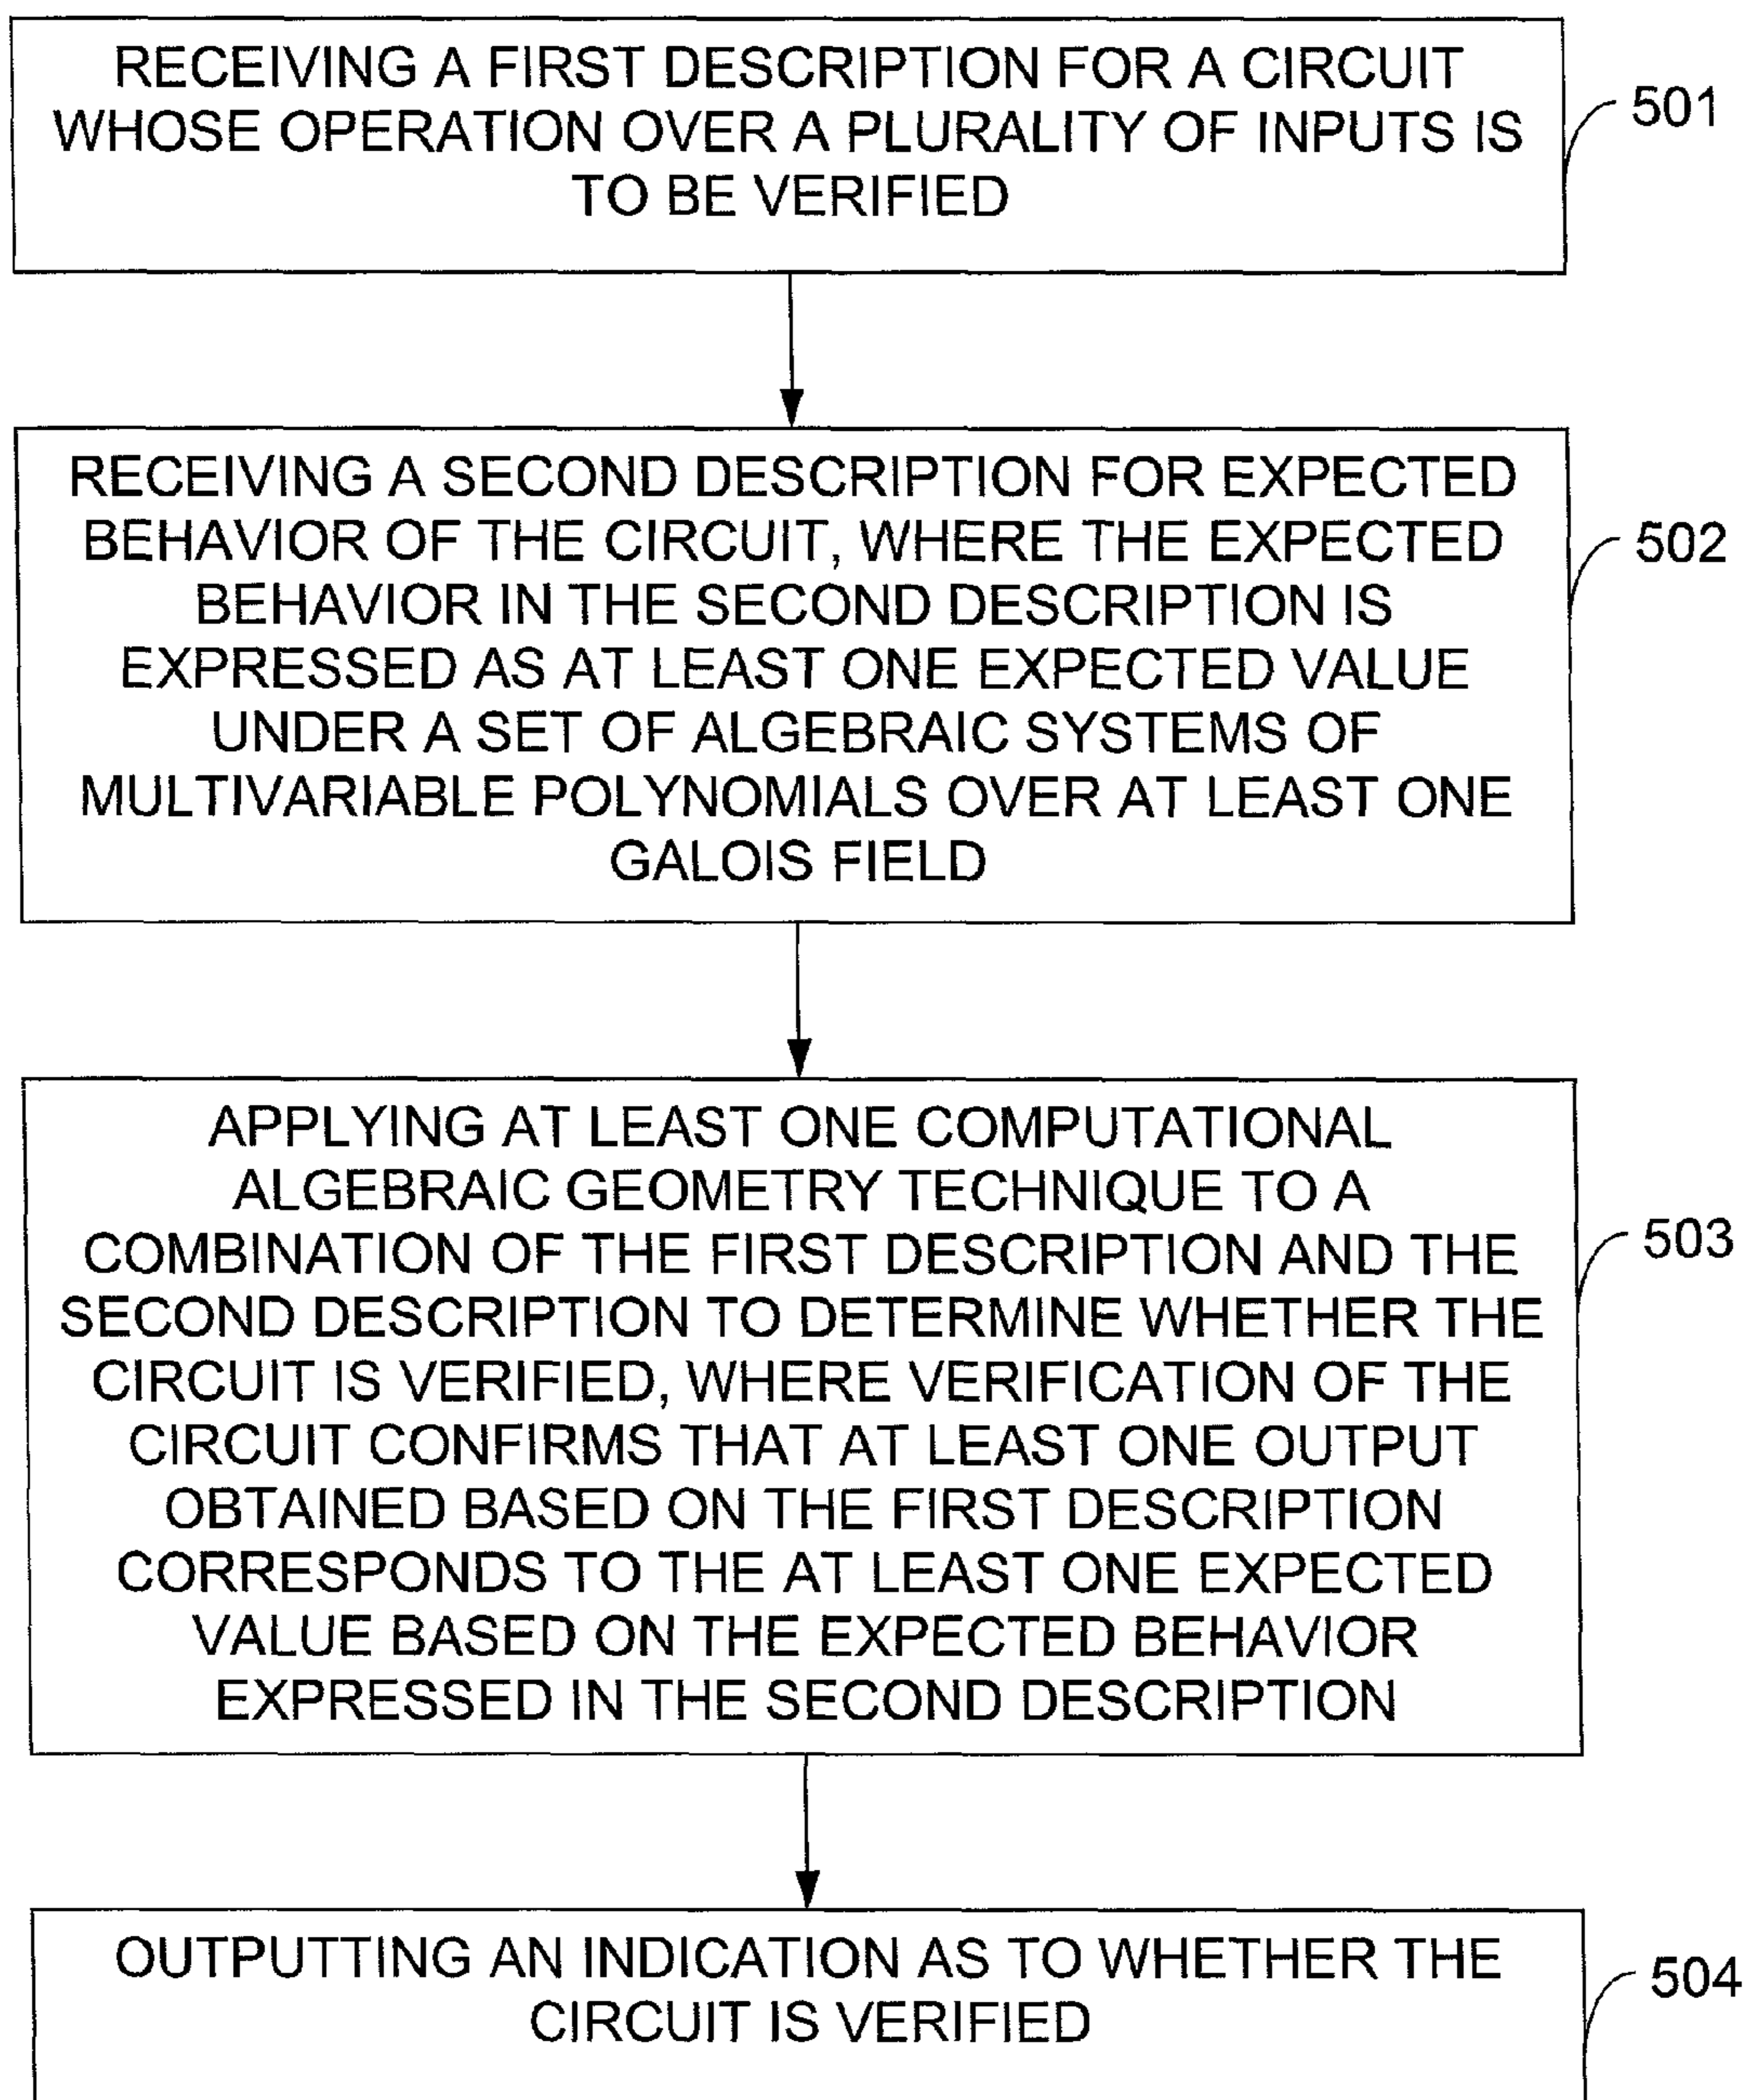 RECEIVING A FIRST DESCRIPTION FOR A CIRCUIT
WHOSE OPERATION OVER A PLURALITY OF INPUTS IS
TO BE VERIFIED
501
RECEIVING A SECOND DESCRIPTION FOR EXPECTED
BEHAVIOR OF THE CIRCUIT, WHERE THE EXPECTED
BEHAVIOR IN THE SECOND DESCRIPTION IS
EXPRESSED AS AT LEAST ONE EXPECTED VALUE
UNDER A SET OF ALGEBRAIC SYSTEMS OF
MULTIVARIABLE POLYNOMIALS OVER AT LEAST ONE
GALOIS FIELD
502
APPLYING AT LEAST ONE COMPUTATIONAL
ALGEBRAIC GEOMETRY TECHNIQUE TO A
COMBINATION OF THE FIRST DESCRIPTION AND THE
SECOND DESCRIPTION TO DETERMINE WHETHER THE
CIRCUIT IS VERIFIED, WHERE VERIFICATION OF THE
CIRCUIT CONFIRMS THAT AT LEAST ONE OUTPUT
OBTAINED BASED ON THE FIRST DESCRIPTION
CORRESPONDS TO THE AT LEAST ONE EXPECTED
VALUE BASED ON THE EXPECTED BEHAVIOR
EXPRESSED IN THE SECOND DESCRIPTION
503
OUTPUTTING AN INDICATION AS TO WHETHER THE
CIRCUIT IS VERIFIED
504